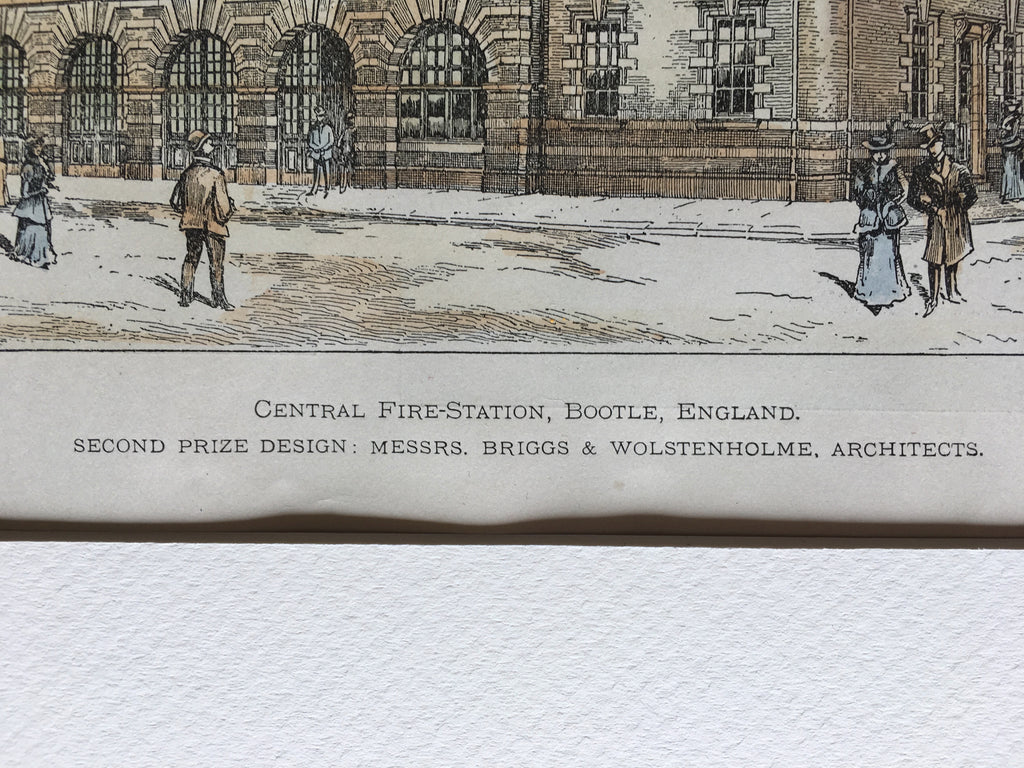 Central Fire-Station, Bootle, England.
SECOND PRIZE DESIGN: MESSRS. BRIGGS & WOLSTENHOLME, ARCHITECTS.